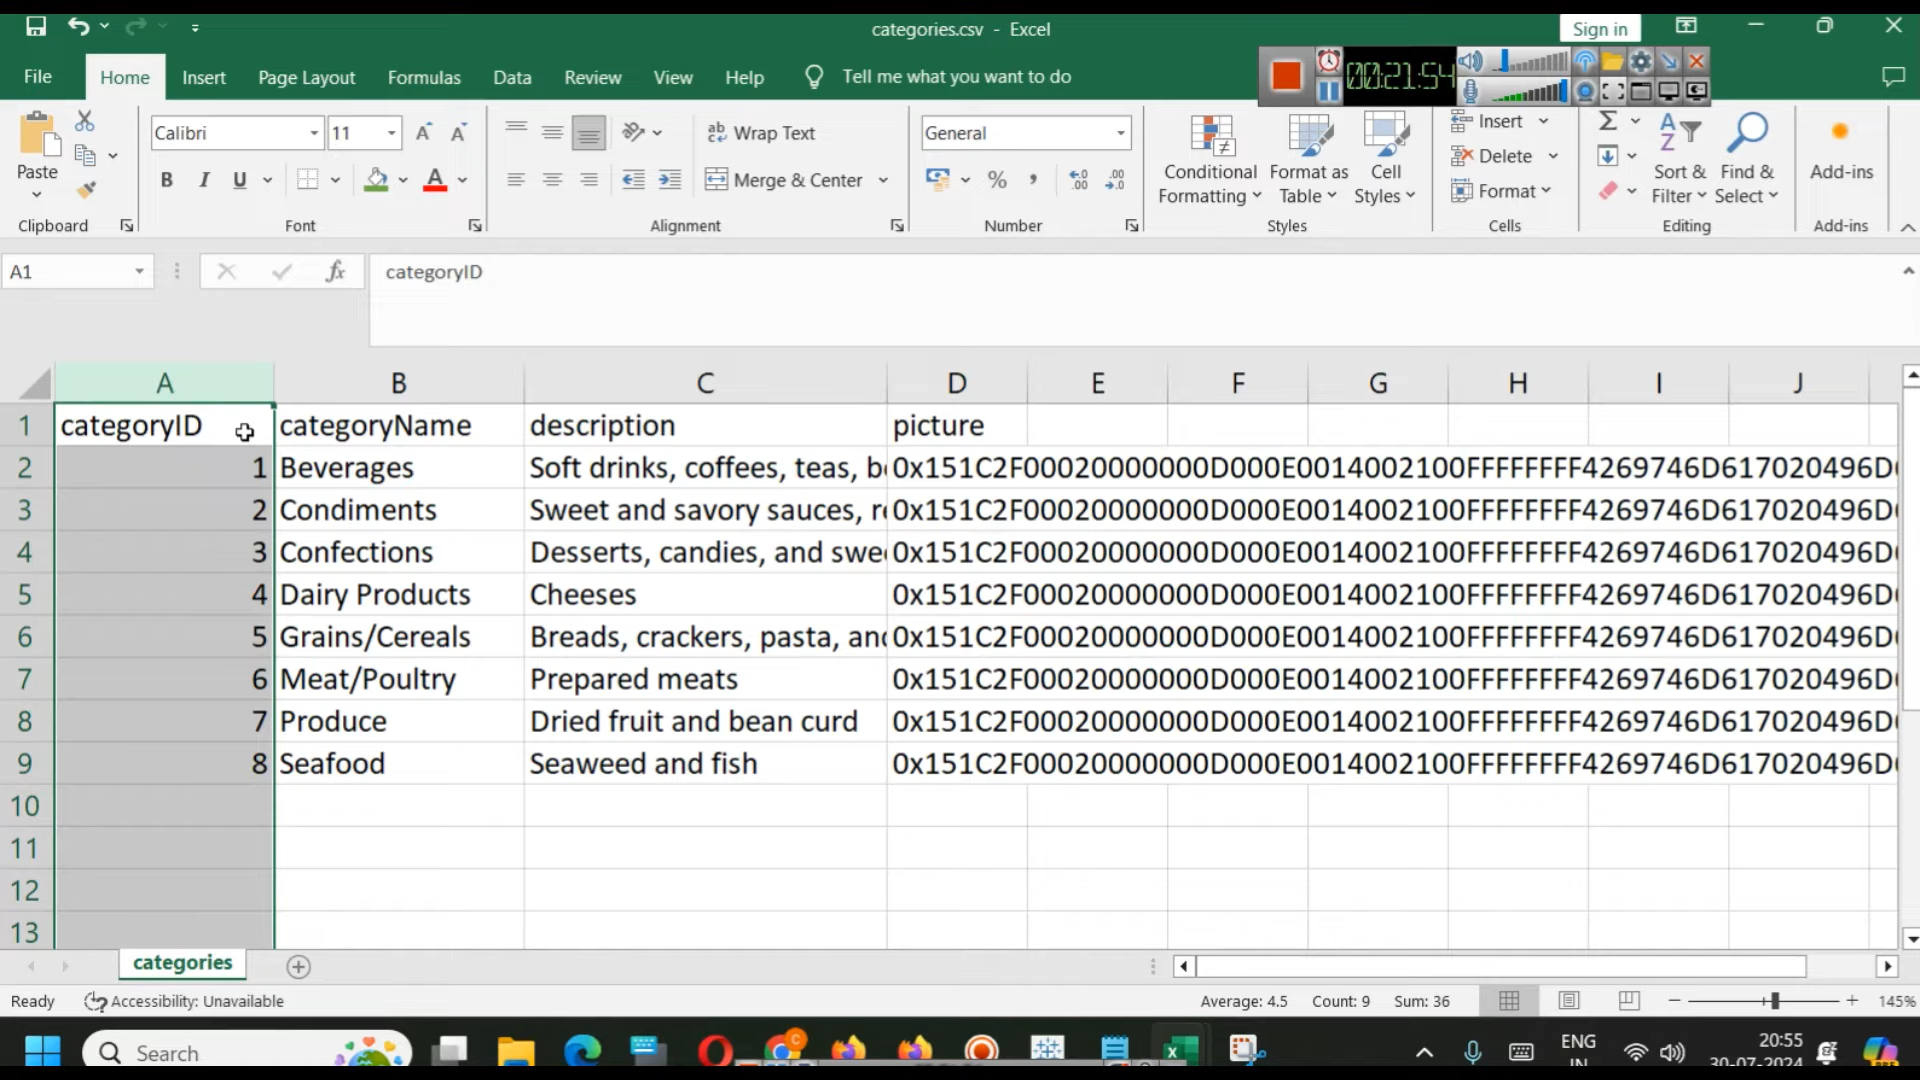 categories.csv - Excel
Sign in
File Home Insert Page Layout Formulas Data Review View Help Tell me what you want to do
00:21:54
Paste
Clipboard
Calibri 11
B I U
Font
Wrap Text
Merge & Center
Alignment
General
Number
Conditional Formatting
Format as Table
Cell Styles
Styles
Insert
Delete
Format
Cells
Sort & Filter
Find & Select
Editing
Add-ins
Add-ins
A1 fx categoryID
A B C D E F G H I J
1 categoryID categoryName description picture
2 1 Beverages Soft drinks, coffees, teas, 0x151C2F00020000000D000E0014002100FFFFFFFF4269746D617020496D
3 2 Condiments Sweet and savory sauces, 0x151C2F00020000000D000E0014002100FFFFFFFF4269746D617020496D
4 3 Confections Desserts, candies, and swe 0x151C2F00020000000D000E0014002100FFFFFFFF4269746D617020496D
5 4 Dairy Products Cheeses 0x151C2F00020000000D000E0014002100FFFFFFFF4269746D617020496D
6 5 Grains/Cereals Breads, crackers, pasta, and 0x151C2F00020000000D000E0014002100FFFFFFFF4269746D617020496D
7 6 Meat/Poultry Prepared meats 0x151C2F00020000000D000E0014002100FFFFFFFF4269746D617020496D
8 7 Produce Dried fruit and bean curd 0x151C2F00020000000D000E0014002100FFFFFFFF4269746D617020496D
9 8 Seafood Seaweed and fish 0x151C2F00020000000D000E0014002100FFFFFFFF4269746D617020496D
10
11
12
13
categories
Ready Accessibility: Unavailable Average: 4.5 Count: 9 Sum: 36 145%
Search
ENG
IN
20:55
30-07-2024